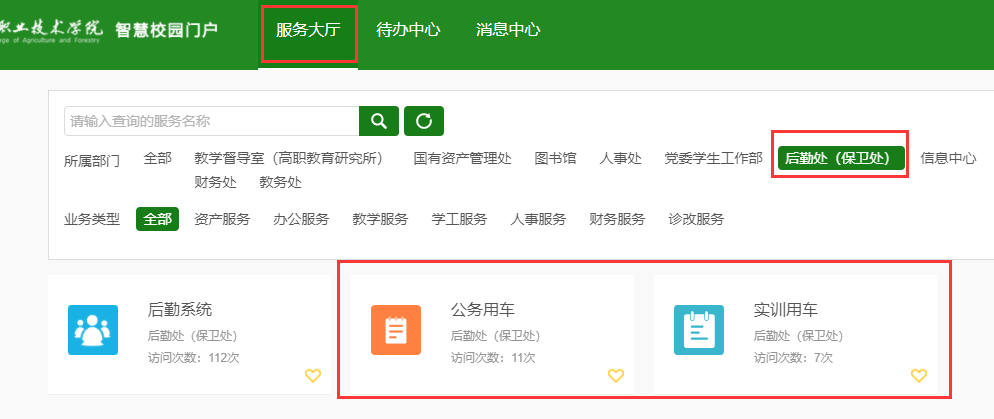 职业技术学院 智慧校园门户 服务大厅 待办中心 消息中心
ge of Agriculture and Forestry
请输入查询的服务名称
所属部门 全部 教学督导室（高职教育研究所） 国有资产管理处 图书馆 人事处 党委学生工作部 后勤处（保卫处） 信息中心
财务处 教务处
业务类型 全部 资产服务 办公服务 教学服务 学工服务 人事服务 财务服务 诊改服务
后勤系统
后勤处（保卫处）
访问次数：112次
公务用车
后勤处（保卫处）
访问次数：11次
实训用车
后勤处（保卫处）
访问次数：7次